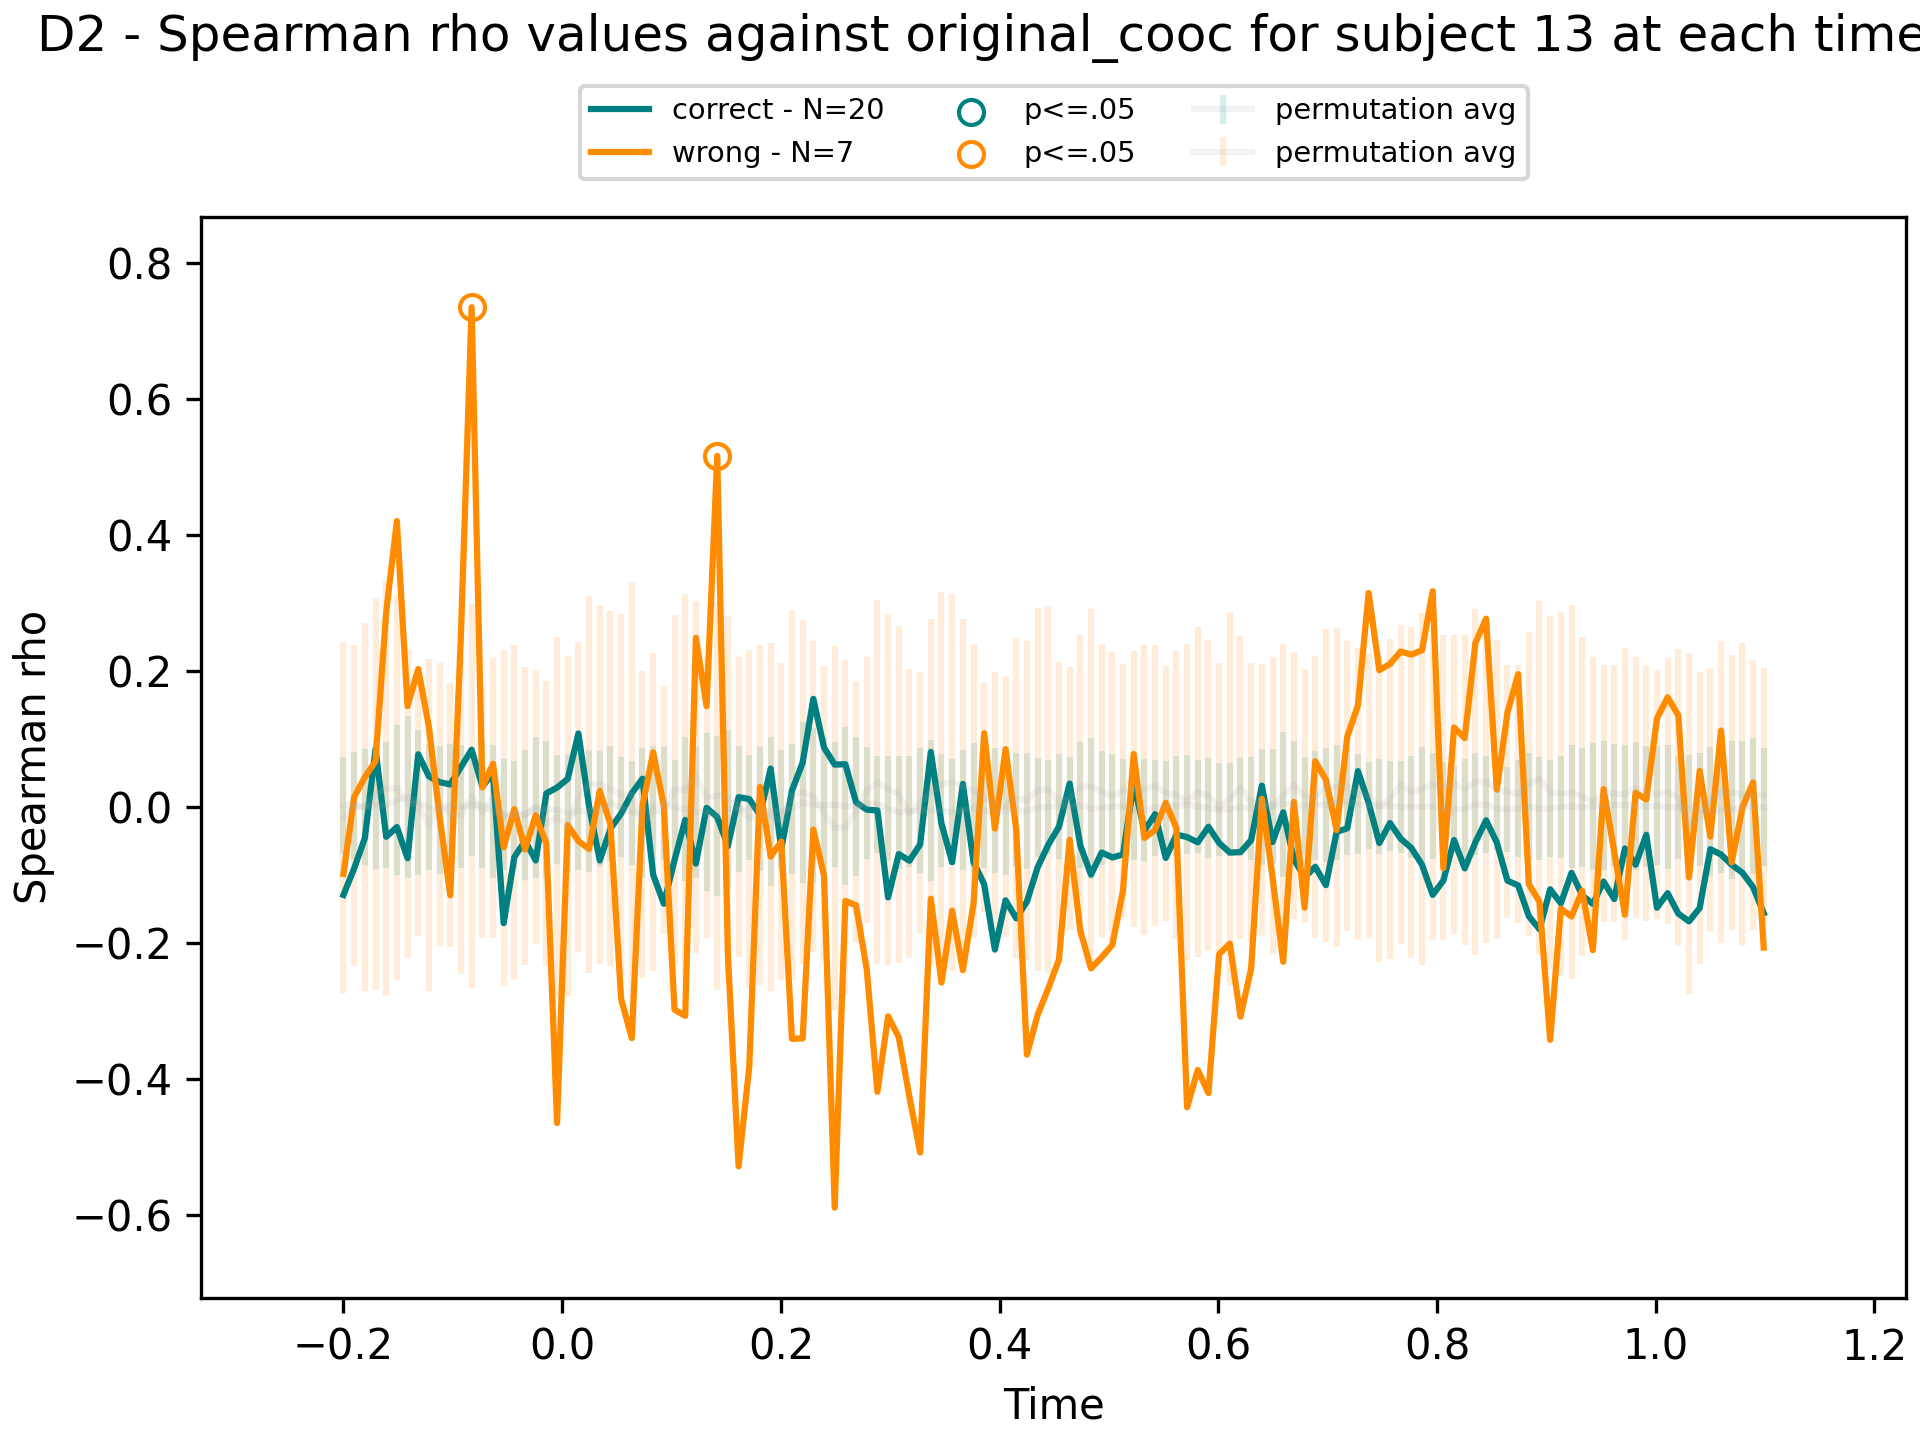 D2 - Spearman rho values against original_cooc for subject 13 at each time
correct - N=20
wrong - N=7
p<=.05
p<=.05
permutation avg
permutation avg
Spearman rho
0.8
0.6
0.4
0.2
0.0
−0.2
−0.4
−0.6
−0.2 0.0 0.2 0.4 0.6 0.8 1.0 1.2
Time